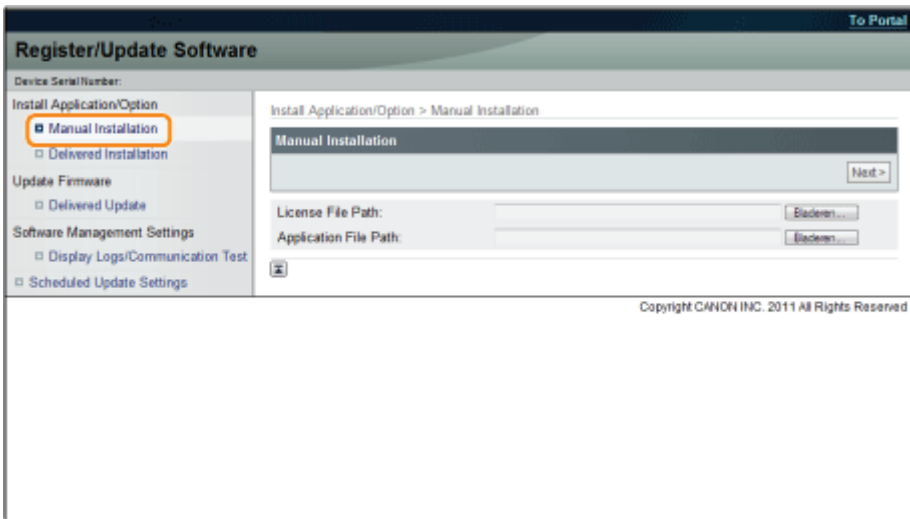 To Portal
Register/Update Software
Device Serial Number:
Install Application/Option
Manual Installation
Delivered Installation
Update Firmware
Delivered Update
Software Management Settings
Display Logs/Communication Test
Scheduled Update Settings
Install Application/Option > Manual Installation
Manual Installation
Next >
License File Path:
Bladeren...
Application File Path:
Bladeren...
Copyright CANON INC. 2011 All Rights Reserved